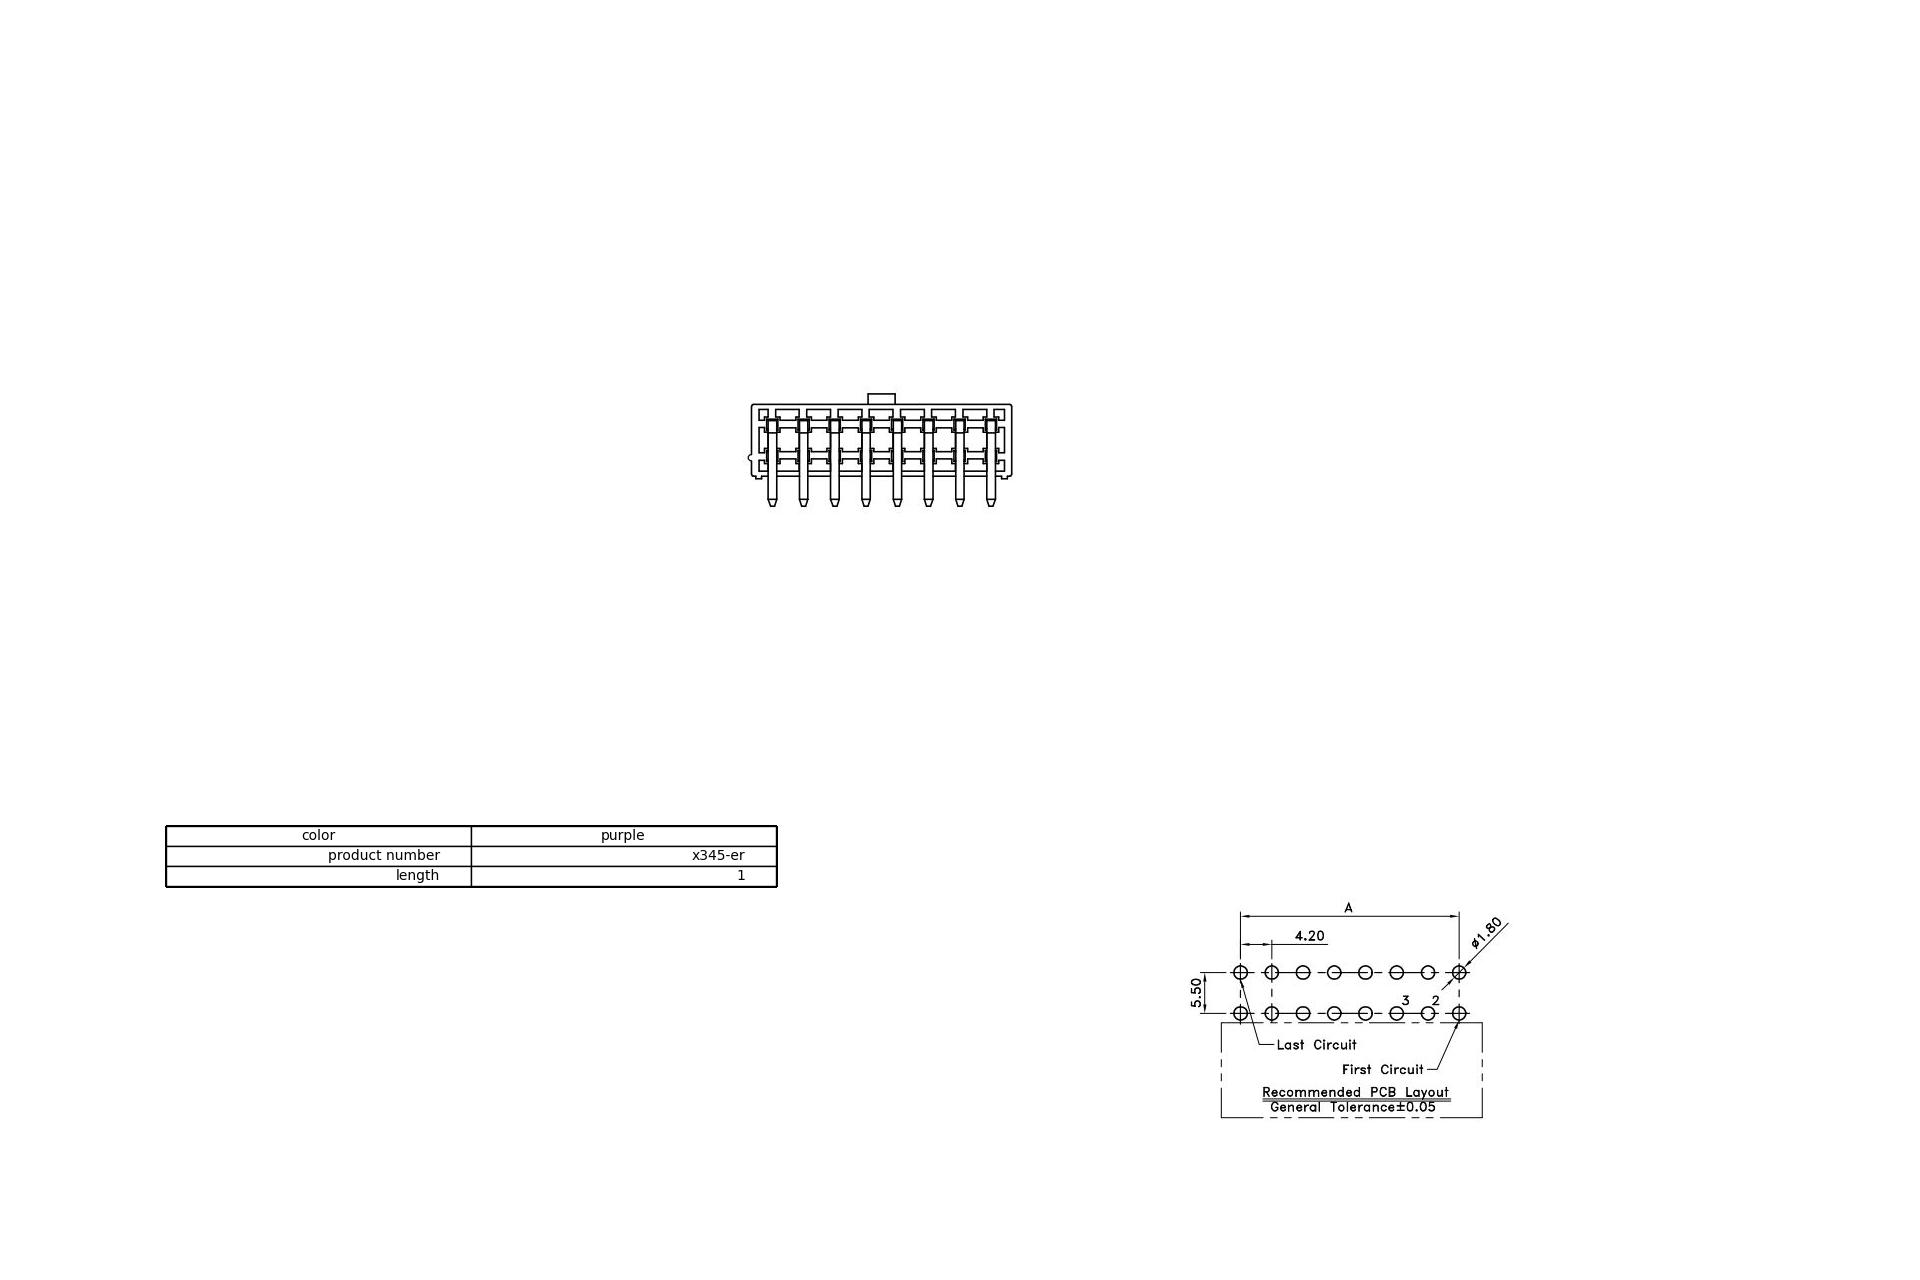 color purple
product number x345-er
length 1
A
4.20
ø1.80
5.50
3 2
Last Circuit
First Circuit
Recommended PCB Layout
General Tolerance±0.05